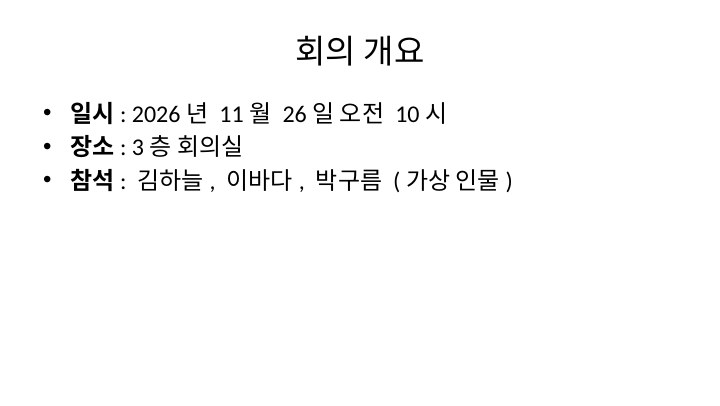 회의 개요
• 일시 : 2026 년 11 월 26 일 오전 10 시
• 장소 : 3 층 회의실
• 참석 : 김하늘 , 이바다 , 박구름 ( 가상 인물 )